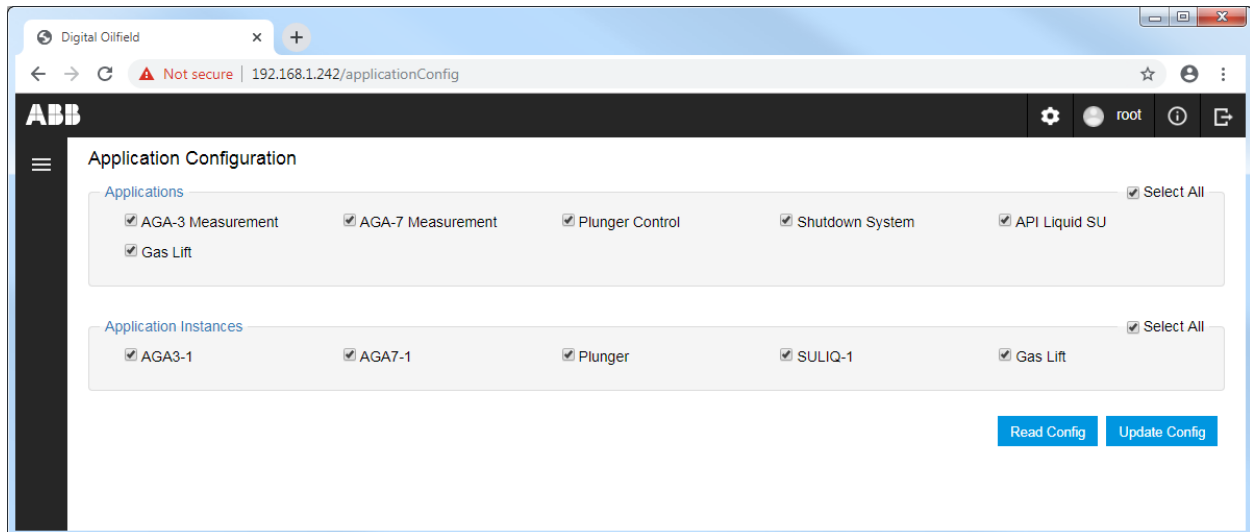 Digital Oilfield
Not secure | 192.168.1.242/applicationConfig
ABB
root
Application Configuration
Applications
Select All
AGA-3 Measurement
AGA-7 Measurement
Plunger Control
Shutdown System
API Liquid SU
Gas Lift
Application Instances
Select All
AGA3-1
AGA7-1
Plunger
SULIQ-1
Gas Lift
Read Config
Update Config